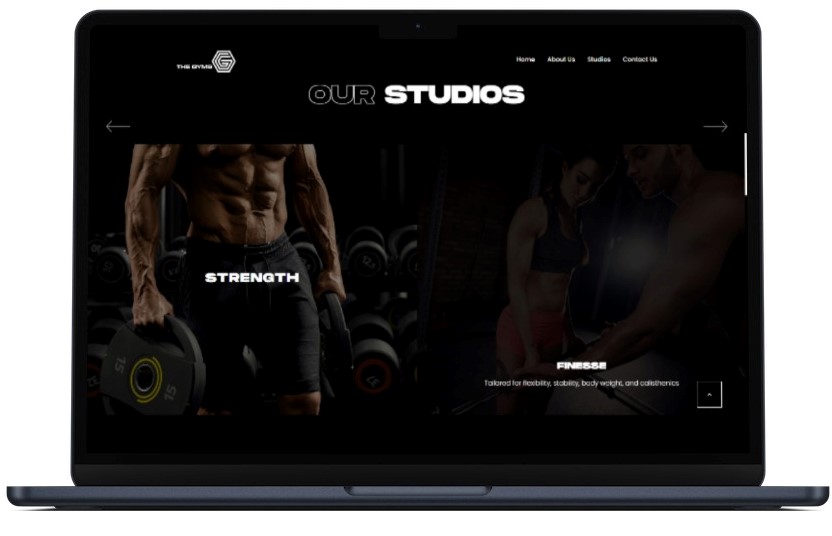 THE GYMS
Home About Us Studios Contact Us
OUR STUDIOS
STRENGTH
15
15
FINESSE
Tailored for flexibility, stability, body weight, and calisthenics